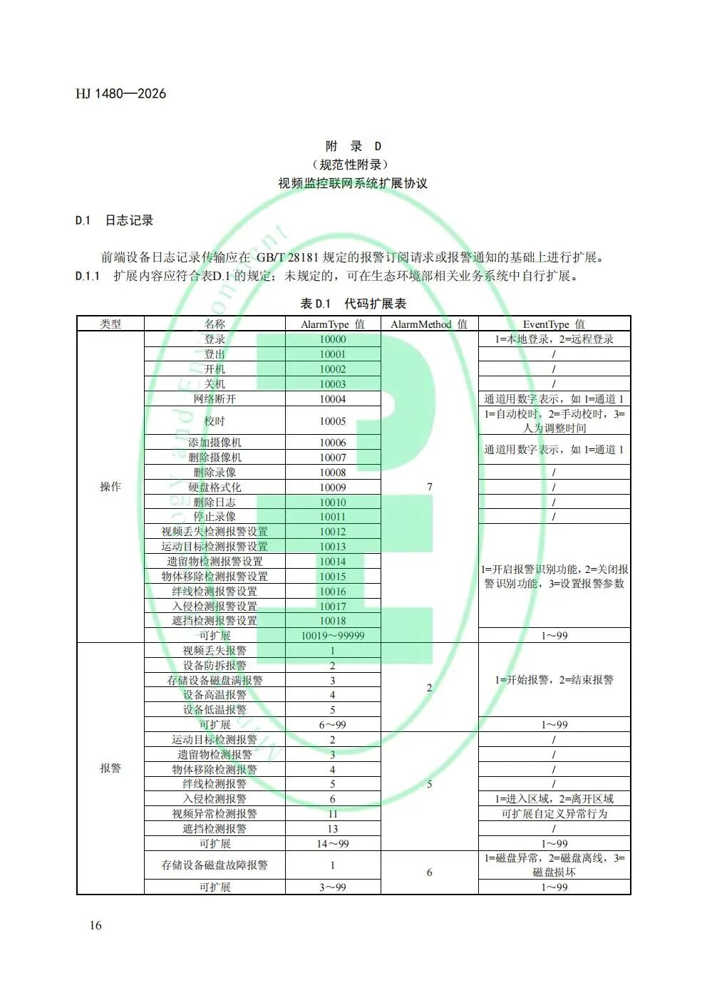 HJ 1480—2026
附 录 D
（规范性附录）
视频监控联网系统扩展协议
D.1 日志记录
前端设备日志记录传输应在 GB/T 28181 规定的报警订阅请求或报警通知的基础上进行扩展。
D.1.1 扩展内容应符合表D.1 的规定；未规定的，可在生态环境部相关业务系统中自行扩展。
表 D.1 代码扩展表
类型 名称 AlarmType 值 AlarmMethod 值 EventType 值
操作 登录 10000 7 1=本地登录，2=远程登录
登出 10001 /
开机 10002 /
关机 10003 /
网络断开 10004 通道用数字表示，如 1=通道 1
校时 10005 1=自动校时，2=手动校时，3=
人为调整时间
添加摄像机 10006 通道用数字表示，如 1=通道 1
删除摄像机 10007
删除录像 10008 /
硬盘格式化 10009 /
删除日志 10010 /
停止录像 10011 /
视频丢失检测报警设置 10012 1=开启报警识别功能，2=关闭报
警识别功能，3=设置报警参数
运动目标检测报警设置 10013
遗留物检测报警设置 10014
物体移除检测报警设置 10015
绊线检测报警设置 10016
入侵检测报警设置 10017
遮挡检测报警设置 10018
可扩展 10019～99999 1～99
报警 视频丢失报警 1 2 1=开始报警，2=结束报警
设备防拆报警 2
存储设备磁盘满报警 3
设备高温报警 4
设备低温报警 5
可扩展 6～99 1～99
运动目标检测报警 2 5 /
遗留物检测报警 3 /
物体移除检测报警 4 /
绊线检测报警 5 /
入侵检测报警 6 1=进入区域，2=离开区域
视频异常检测报警 11 可扩展自定义异常行为
遮挡检测报警 13 /
可扩展 14～99 1～99
存储设备磁盘故障报警 1 6 1=磁盘异常，2=磁盘离线，3=
磁盘损坏
可扩展 3～99 1～99
16